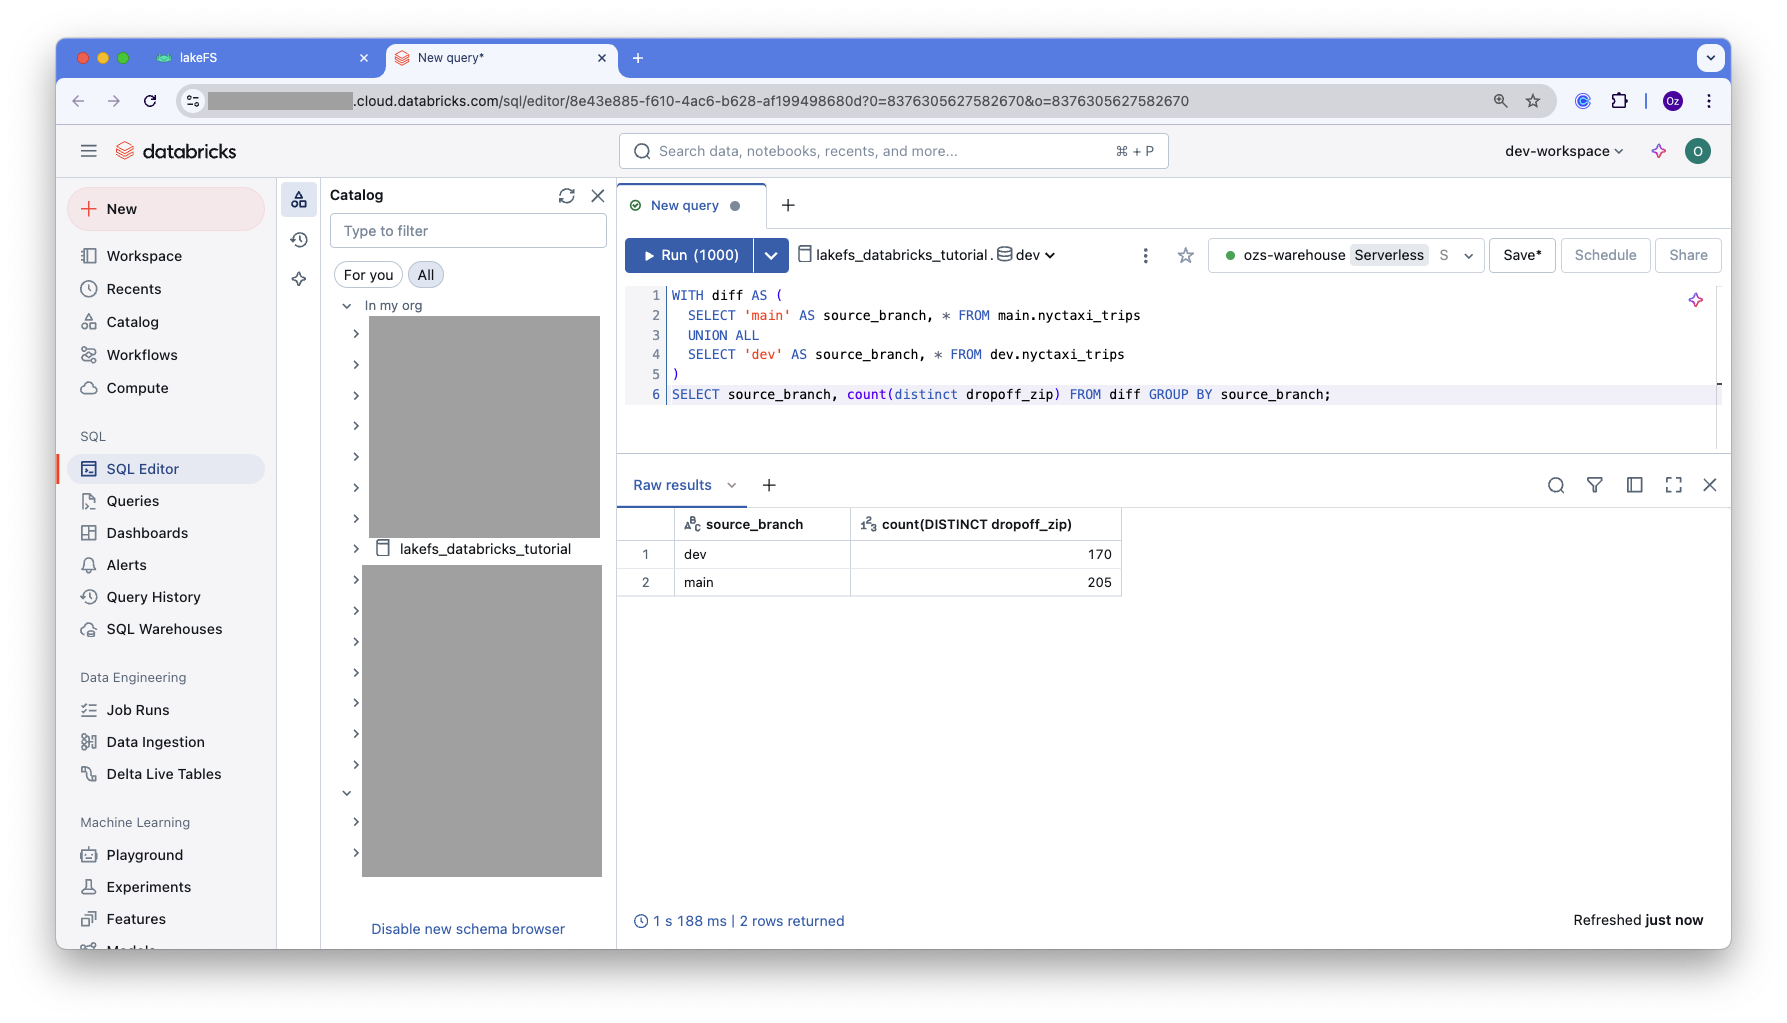 lakeFS
New query*
.cloud.databricks.com/sql/editor/8e43e885-f610-4ac6-b628-af199498680d?0=8376305627582670&o=8376305627582670
Oz
databricks
Search data, notebooks, recents, and more...
⌘ + P
dev-workspace
O
New
Workspace
Recents
Catalog
Workflows
Compute
SQL
SQL Editor
Queries
Dashboards
Alerts
Query History
SQL Warehouses
Data Engineering
Job Runs
Data Ingestion
Delta Live Tables
Machine Learning
Playground
Experiments
Features
Models
Catalog
Type to filter
For you
All
In my org
lakefs_databricks_tutorial
Disable new schema browser
New query
Run (1000)
lakefs_databricks_tutorial . dev
ozs-warehouse Serverless S
Save*
Schedule
Share
1 WITH diff AS (
2 SELECT 'main' AS source_branch, * FROM main.nyctaxi_trips
3 UNION ALL
4 SELECT 'dev' AS source_branch, * FROM dev.nyctaxi_trips
5 )
6 SELECT source_branch, count(distinct dropoff_zip) FROM diff GROUP BY source_branch;
Raw results
source_branch count(DISTINCT dropoff_zip)
1 dev 170
2 main 205
1 s 188 ms | 2 rows returned
Refreshed just now